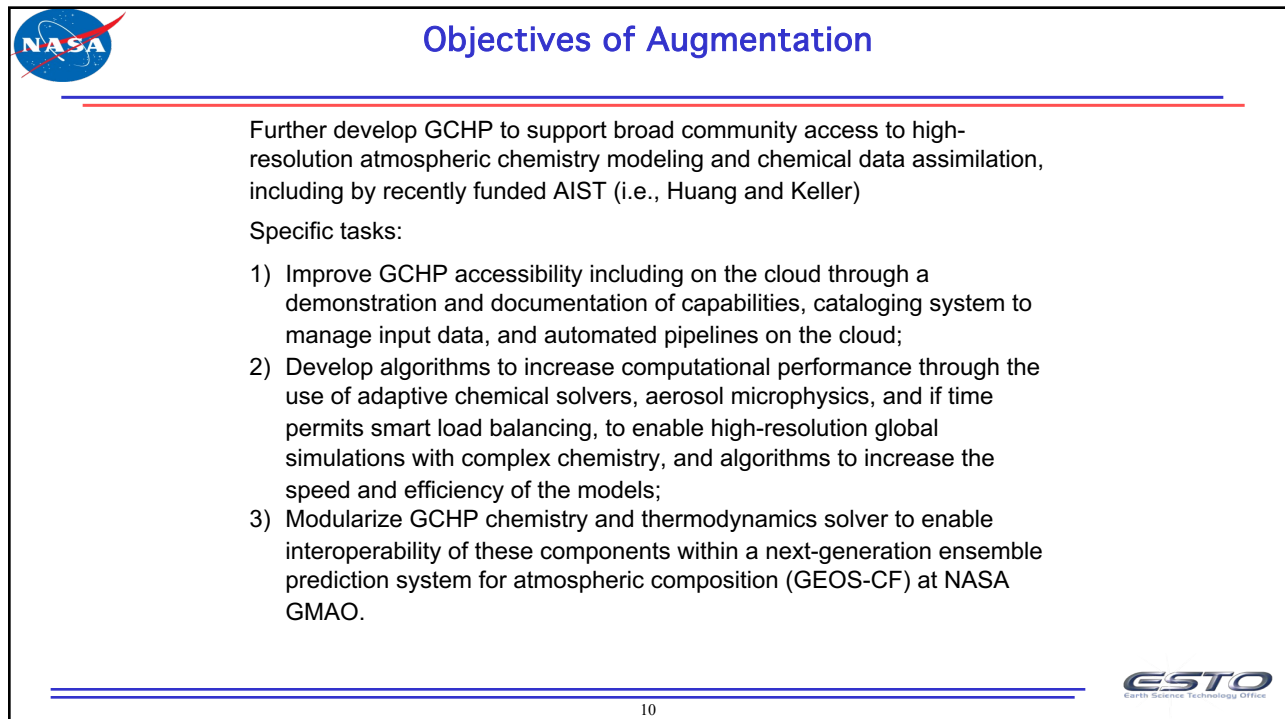 NASA
Objectives of Augmentation
Further develop GCHP to support broad community access to high-
resolution atmospheric chemistry modeling and chemical data assimilation,
including by recently funded AIST (i.e., Huang and Keller)
Specific tasks:
1) Improve GCHP accessibility including on the cloud through a
demonstration and documentation of capabilities, cataloging system to
manage input data, and automated pipelines on the cloud;
2) Develop algorithms to increase computational performance through the
use of adaptive chemical solvers, aerosol microphysics, and if time
permits smart load balancing, to enable high-resolution global
simulations with complex chemistry, and algorithms to increase the
speed and efficiency of the models;
3) Modularize GCHP chemistry and thermodynamics solver to enable
interoperability of these components within a next-generation ensemble
prediction system for atmospheric composition (GEOS-CF) at NASA
GMAO.
ESTO
Earth Science Technology Office
10